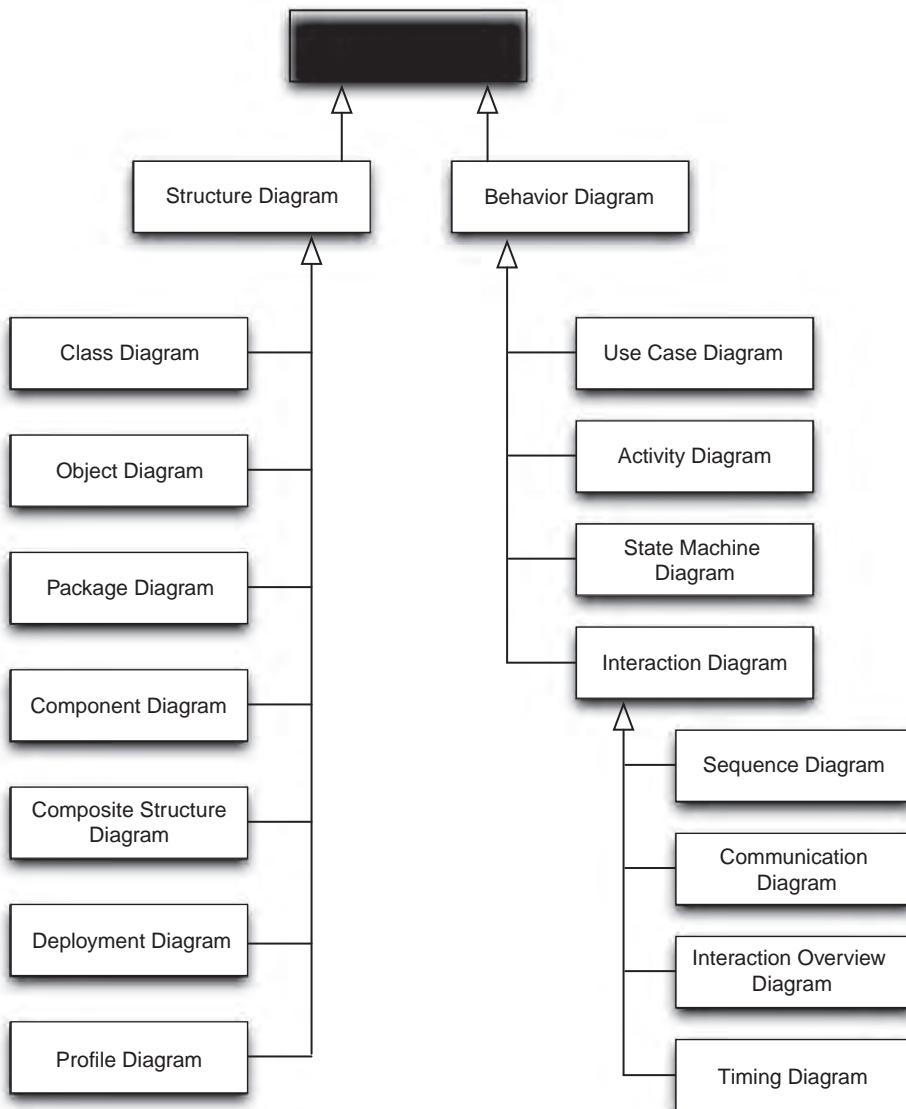 Structure Diagram
Behavior Diagram
Class Diagram
Object Diagram
Package Diagram
Component Diagram
Composite Structure
Diagram
Deployment Diagram
Profile Diagram
Use Case Diagram
Activity Diagram
State Machine
Diagram
Interaction Diagram
Sequence Diagram
Communication
Diagram
Interaction Overview
Diagram
Timing Diagram